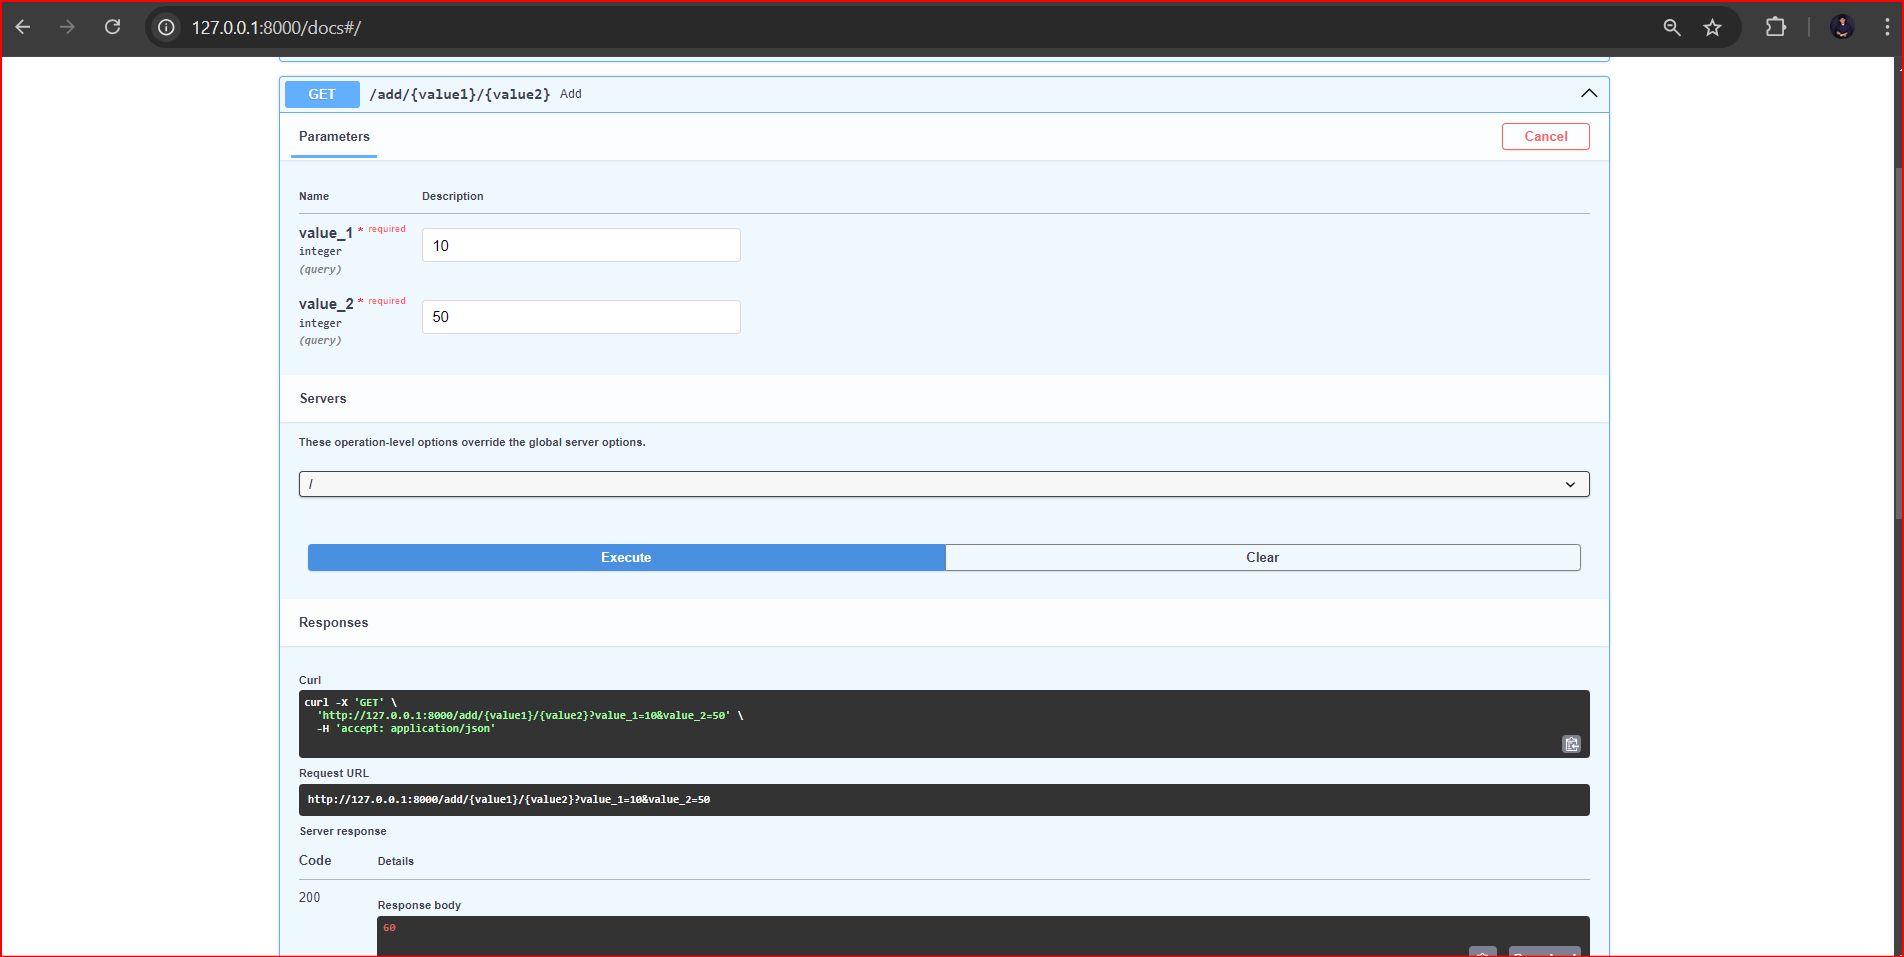 127.0.0.1:8000/docs#/
GET /add/{value1}/{value2} Add
Parameters Cancel
Name Description
value_1 * required
integer
(query)
10
value_2 * required
integer
(query)
50
Servers
These operation-level options override the global server options.
/
Execute Clear
Responses
Curl
curl -X 'GET' \
'http://127.0.0.1:8000/add/{value1}/{value2}?value_1=10&value_2=50' \
-H 'accept: application/json'
Request URL
http://127.0.0.1:8000/add/{value1}/{value2}?value_1=10&value_2=50
Server response
Code Details
200
Response body
60